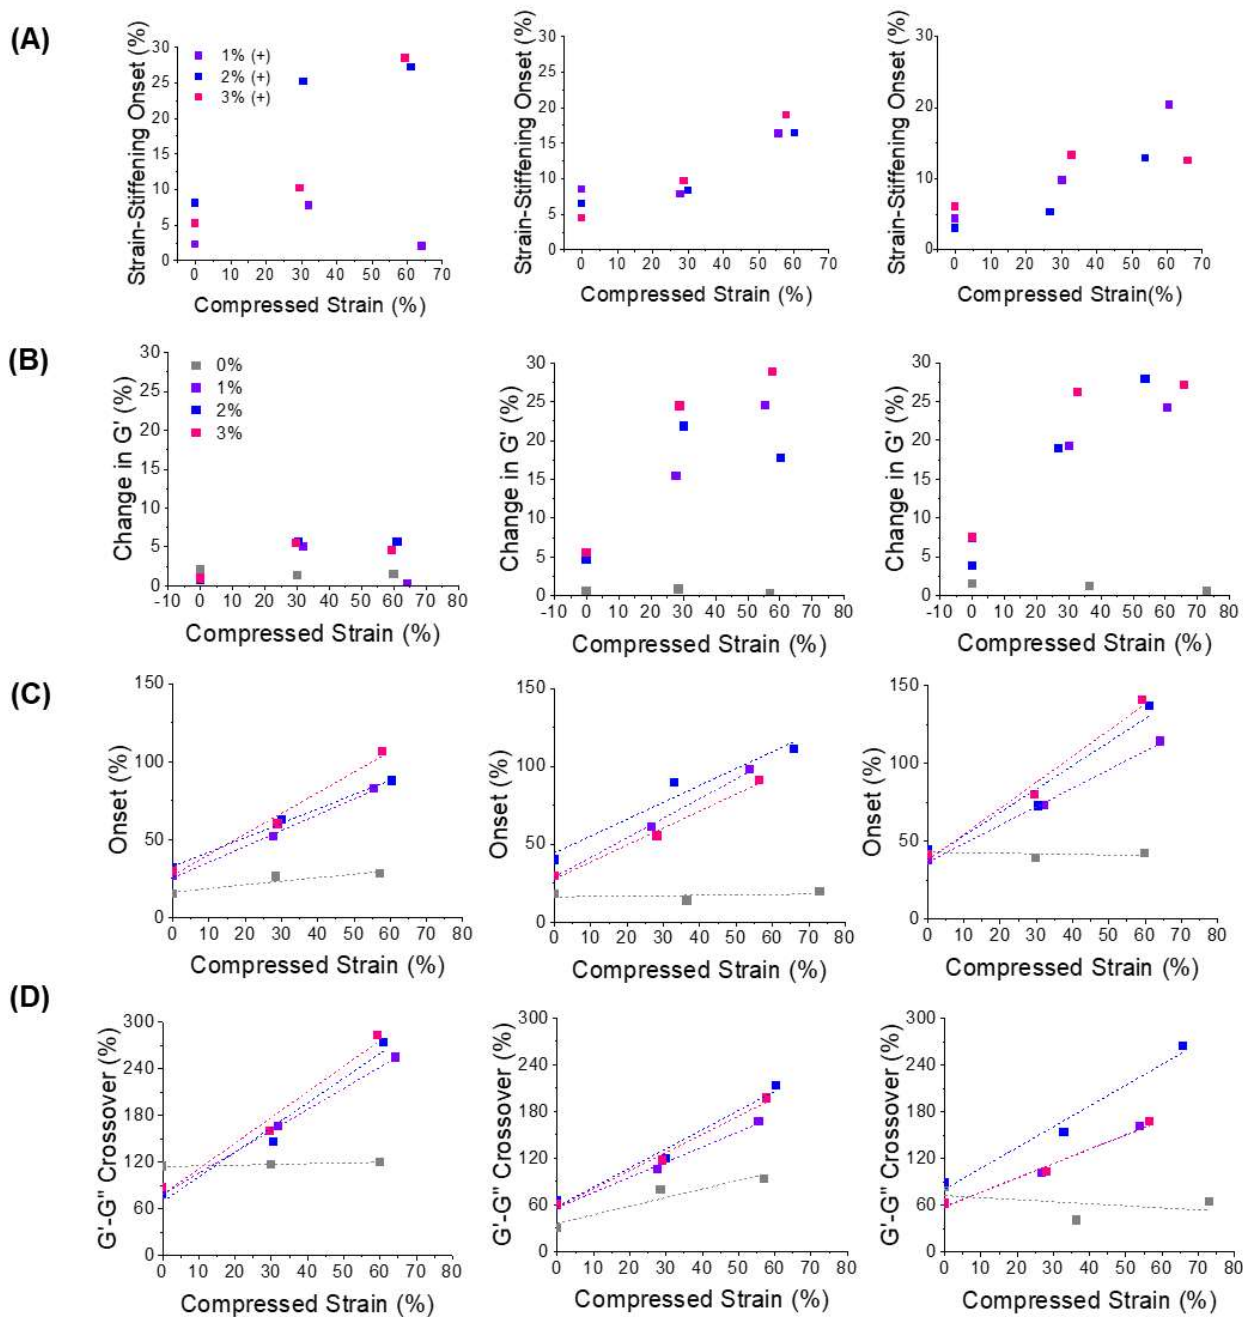 (A)
Strain-Stiffening Onset (%)
30
25
20
15
10
5
0
1% (+)
2% (+)
3% (+)
0 10 20 30 40 50 60 70
Compressed Strain (%)
Strain-Stiffening Onset (%)
30
25
20
15
10
5
0
0 10 20 30 40 50 60 70
Compressed Strain (%)
Strain-Stiffening Onset (%)
30
25
20
15
10
5
0
0 10 20 30 40 50 60 70
Compressed Strain(%)
(B)
Change in G' (%)
30
25
20
15
10
5
0
0%
1%
2%
3%
-10 0 10 20 30 40 50 60 70 80
Compressed Strain (%)
Change in G' (%)
30
25
20
15
10
5
0
-10 0 10 20 30 40 50 60 70 80
Compressed Strain (%)
Change in G' (%)
30
25
20
15
10
5
0
-10 0 10 20 30 40 50 60 70 80
Compressed Strain (%)
(C)
Onset (%)
150
100
50
0
0 10 20 30 40 50 60 70 80
Compressed Strain (%)
Onset (%)
150
100
50
0
0 10 20 30 40 50 60 70 80
Compressed Strain (%)
Onset (%)
150
100
50
0
0 10 20 30 40 50 60 70 80
Compressed Strain (%)
(D)
G'-G" Crossover (%)
300
240
180
120
60
0
0 10 20 30 40 50 60 70 80
Compressed Strain (%)
G'-G" Crossover (%)
300
240
180
120
60
0
0 10 20 30 40 50 60 70 80
Compressed Strain (%)
G'-G" Crossover (%)
300
240
180
120
60
0
0 10 20 30 40 50 60 70 80
Compressed Strain (%)